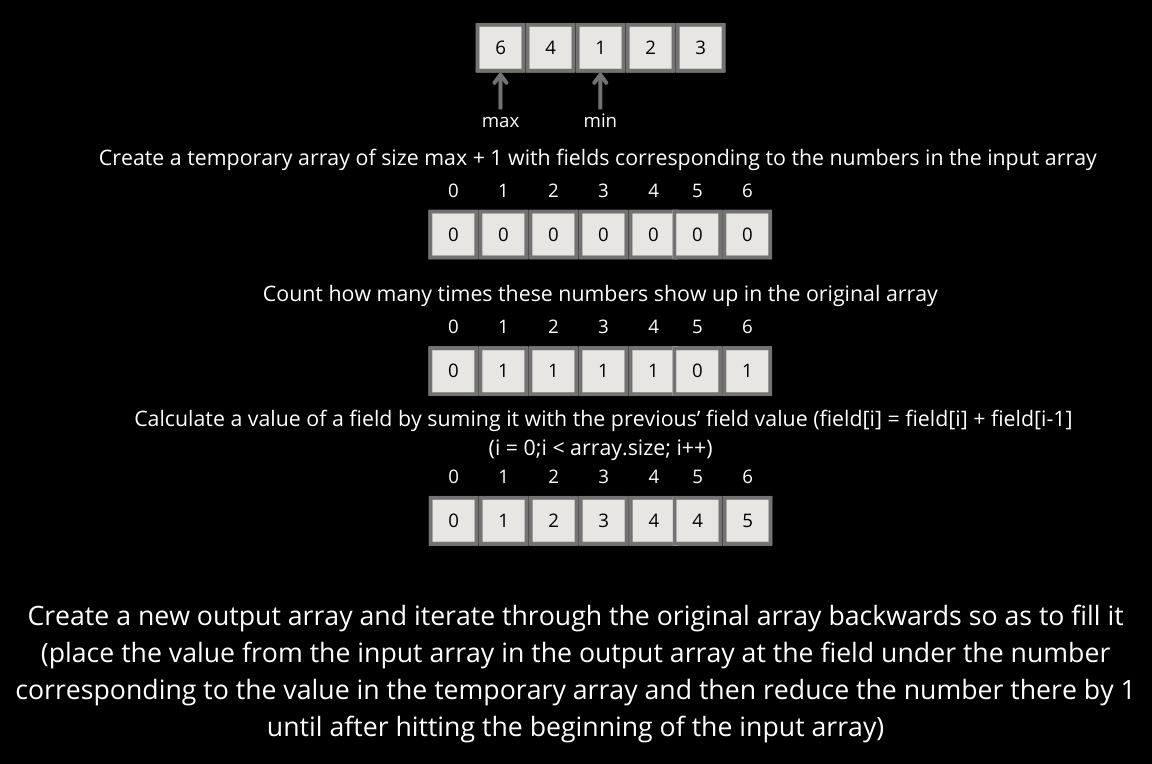 6 4 1 2 3
max min
Create a temporary array of size max + 1 with fields corresponding to the numbers in the input array
0 1 2 3 4 5 6
0 0 0 0 0 0 0
Count how many times these numbers show up in the original array
0 1 2 3 4 5 6
0 1 1 1 1 0 1
Calculate a value of a field by suming it with the previous’ field value (field[i] = field[i] + field[i-1]
(i = 0;i < array.size; i++)
0 1 2 3 4 5 6
0 1 2 3 4 4 5
Create a new output array and iterate through the original array backwards so as to fill it
(place the value from the input array in the output array at the field under the number
corresponding to the value in the temporary array and then reduce the number there by 1
until after hitting the beginning of the input array)